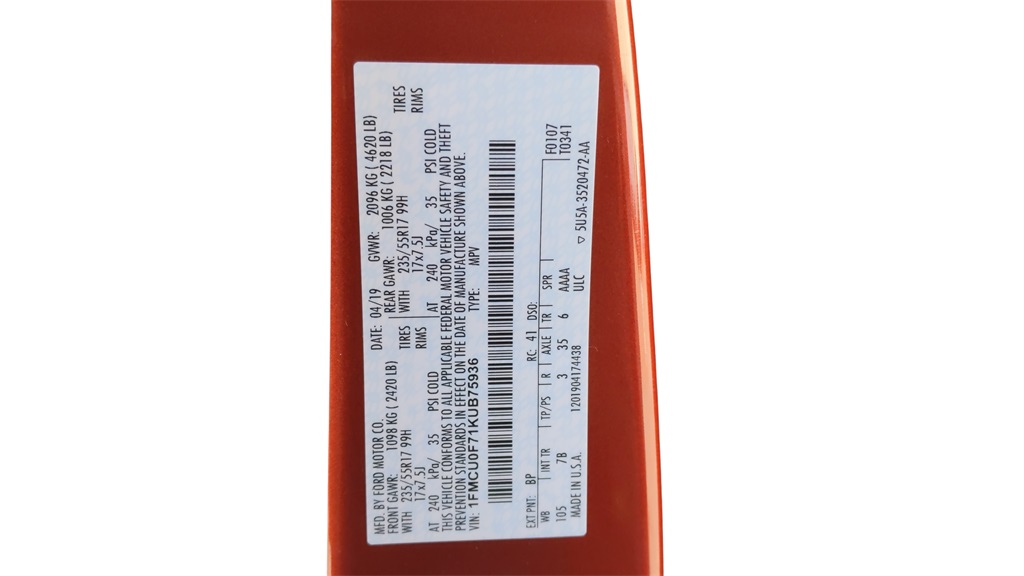 MFD. BY FORD MOTOR CO.
DATE: 04/19 GVWR: 2096 KG ( 4620 LB)
FRONT GAWR: 1098 KG ( 2420 LB) REAR GAWR: 1006 KG ( 2218 LB)
WITH 235/55R17 99H TIRES WITH 235/55R17 99H TIRES
17x7.5J RIMS 17x7.5J RIMS
AT 240 kPa/ 35 PSI COLD AT 240 kPa/ 35 PSI COLD
THIS VEHICLE CONFORMS TO ALL APPLICABLE FEDERAL MOTOR VEHICLE SAFETY AND THEFT
PREVENTION STANDARDS IN EFFECT ON THE DATE OF MANUFACTURE SHOWN ABOVE.
VIN: 1FMCU0F71KUB75936 TYPE: MPV
F0107
T0341
EXT PNT: BP RC: 41 DSO:
WB INT TR TP/PS R AXLE TR SPR
105 7B 3 35 6 AAAA
MADE IN U.S.A. 1201904174438 ULC
▽ 5U5A-3520472-AA